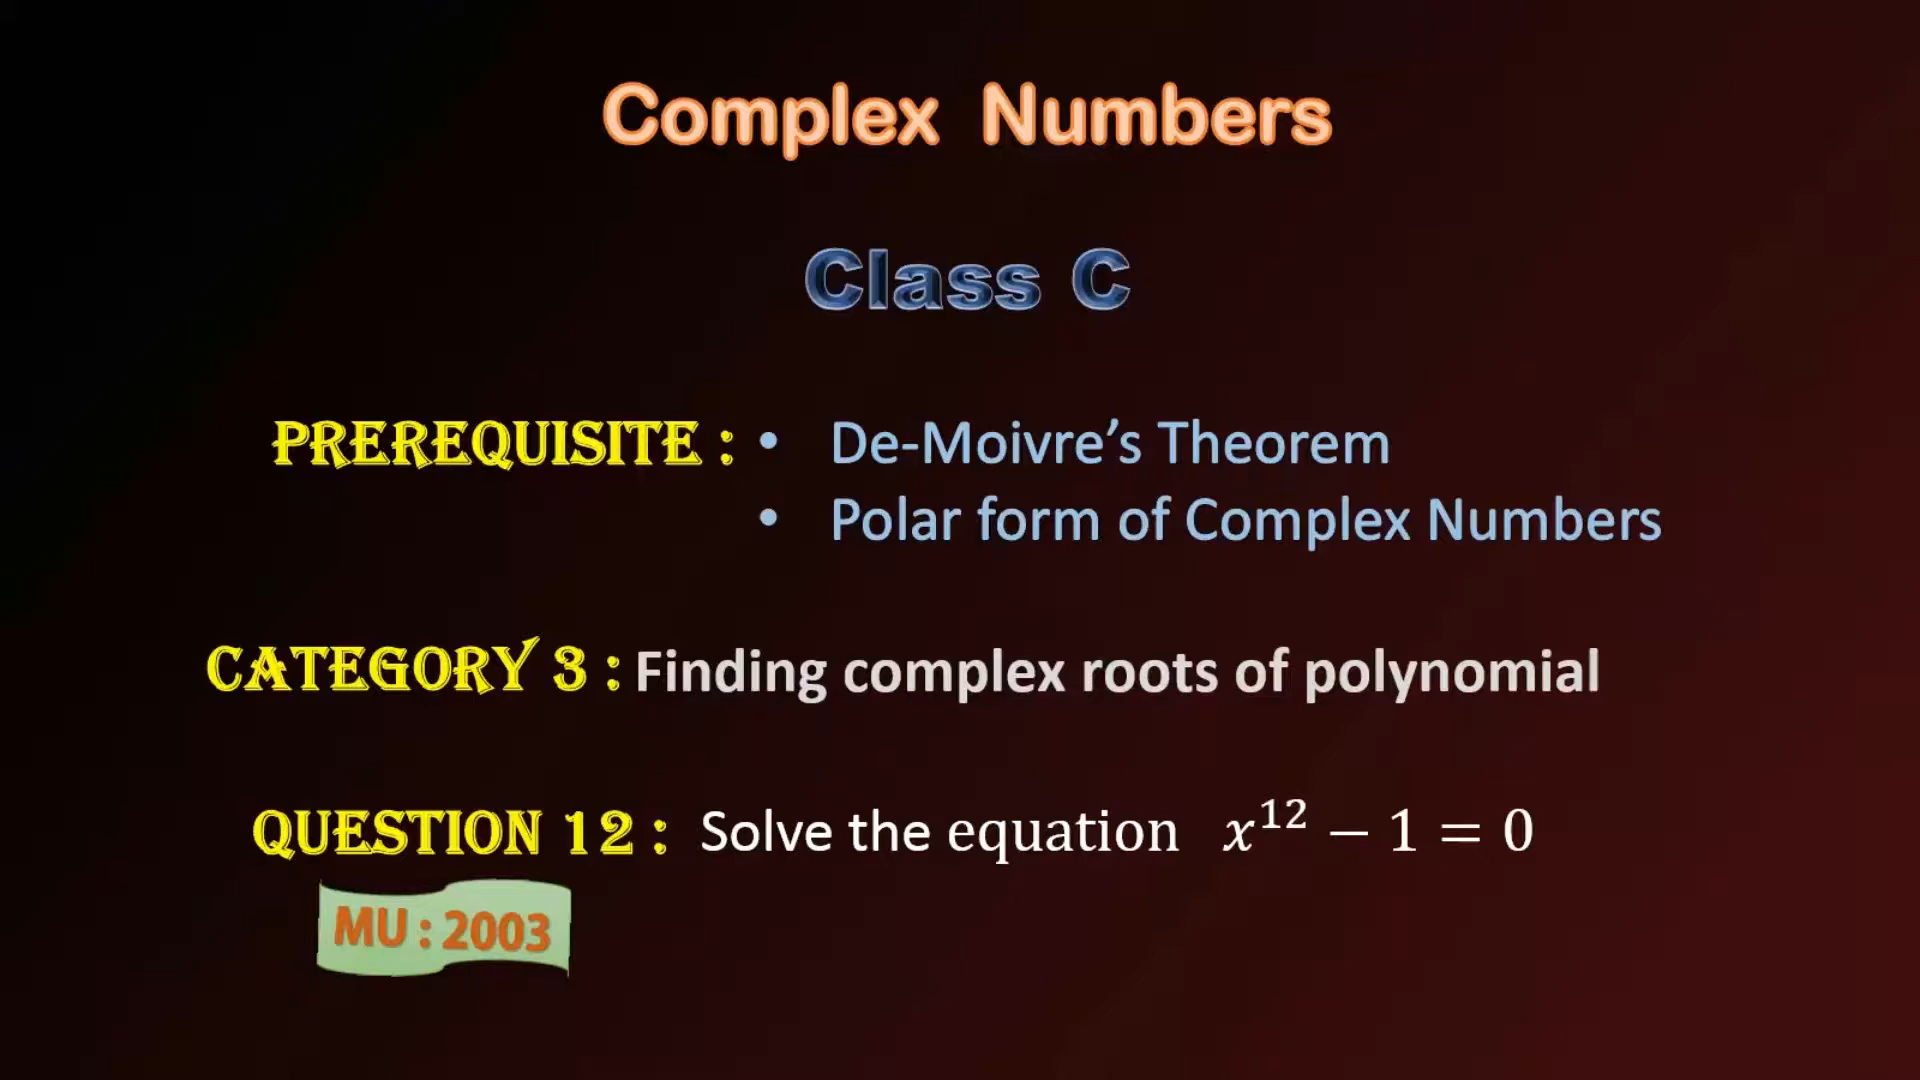 Complex Numbers
Class C
PREREQUISITE : • De-Moivre’s Theorem
• Polar form of Complex Numbers
CATEGORY 3 : Finding complex roots of polynomial
QUESTION 12 : Solve the equation x¹² − 1 = 0
MU : 2003